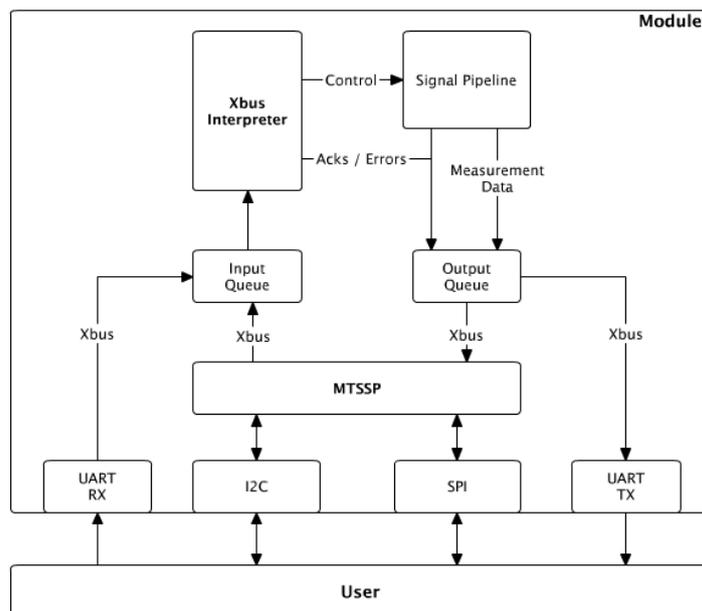 Module
Xbus
Interpreter
Control
Signal Pipeline
Acks / Errors
Measurement
Data
Input
Queue
Output
Queue
Xbus
Xbus
Xbus
Xbus
MTSSP
UART
RX
I2C
SPI
UART
TX
User